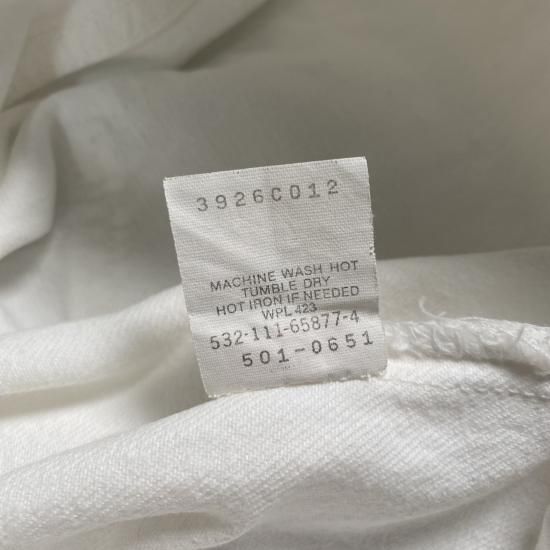 3926C012
MACHINE WASH HOT
TUMBLE DRY
HOT IRON IF NEEDED
WPL 423
532-111-65877-4
501-0651